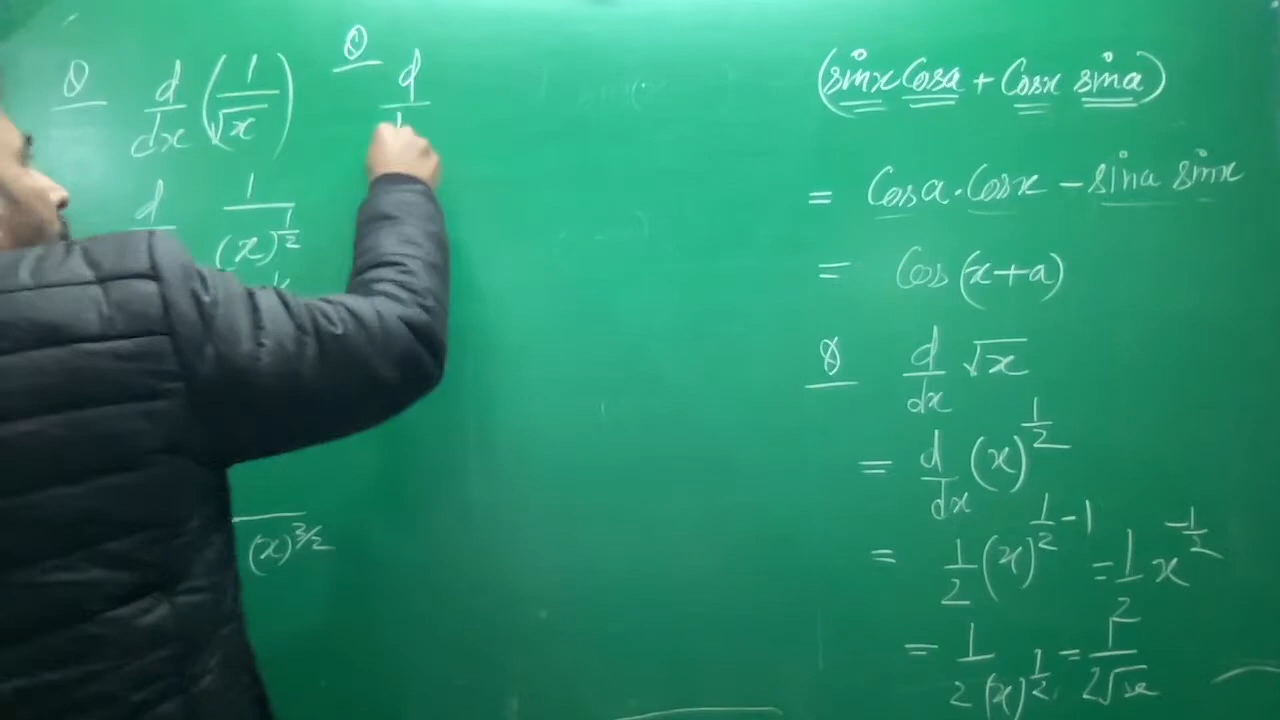 Q d/dx (1/√x)
d 1/(x)^1/2
(x)^3/2
Q d
(sinx cosa + cosx sina)
= cosa · cosx - sina sinx
= cos(x+a)
Q d/dx √x
= d/dx (x)^1/2
= 1/2 (x)^1/2-1 = 1/2 x^-1/2
= 1/2(x)^1/2 = 1/2√x